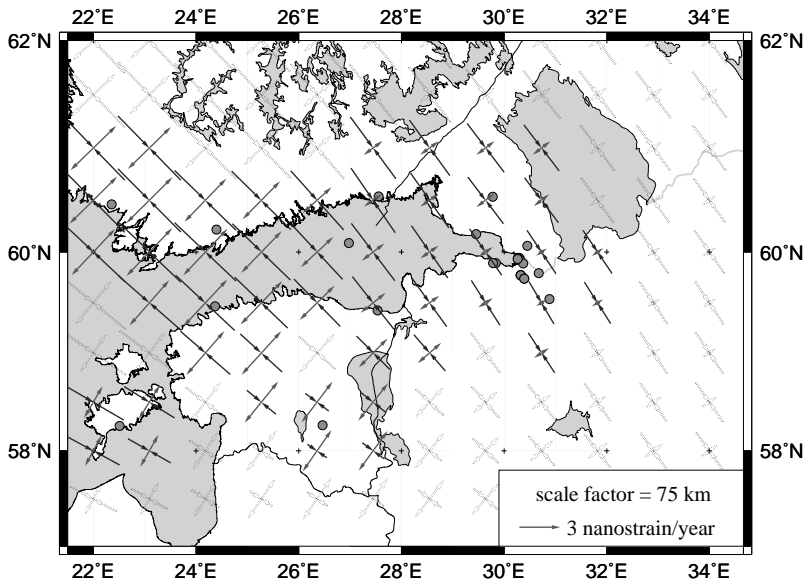 22˚E 24˚E 26˚E 28˚E 30˚E 32˚E 34˚E
62˚N 62˚N
60˚N 60˚N
58˚N 58˚N
scale factor = 75 km
3 nanostrain/year
22˚E 24˚E 26˚E 28˚E 30˚E 32˚E 34˚E